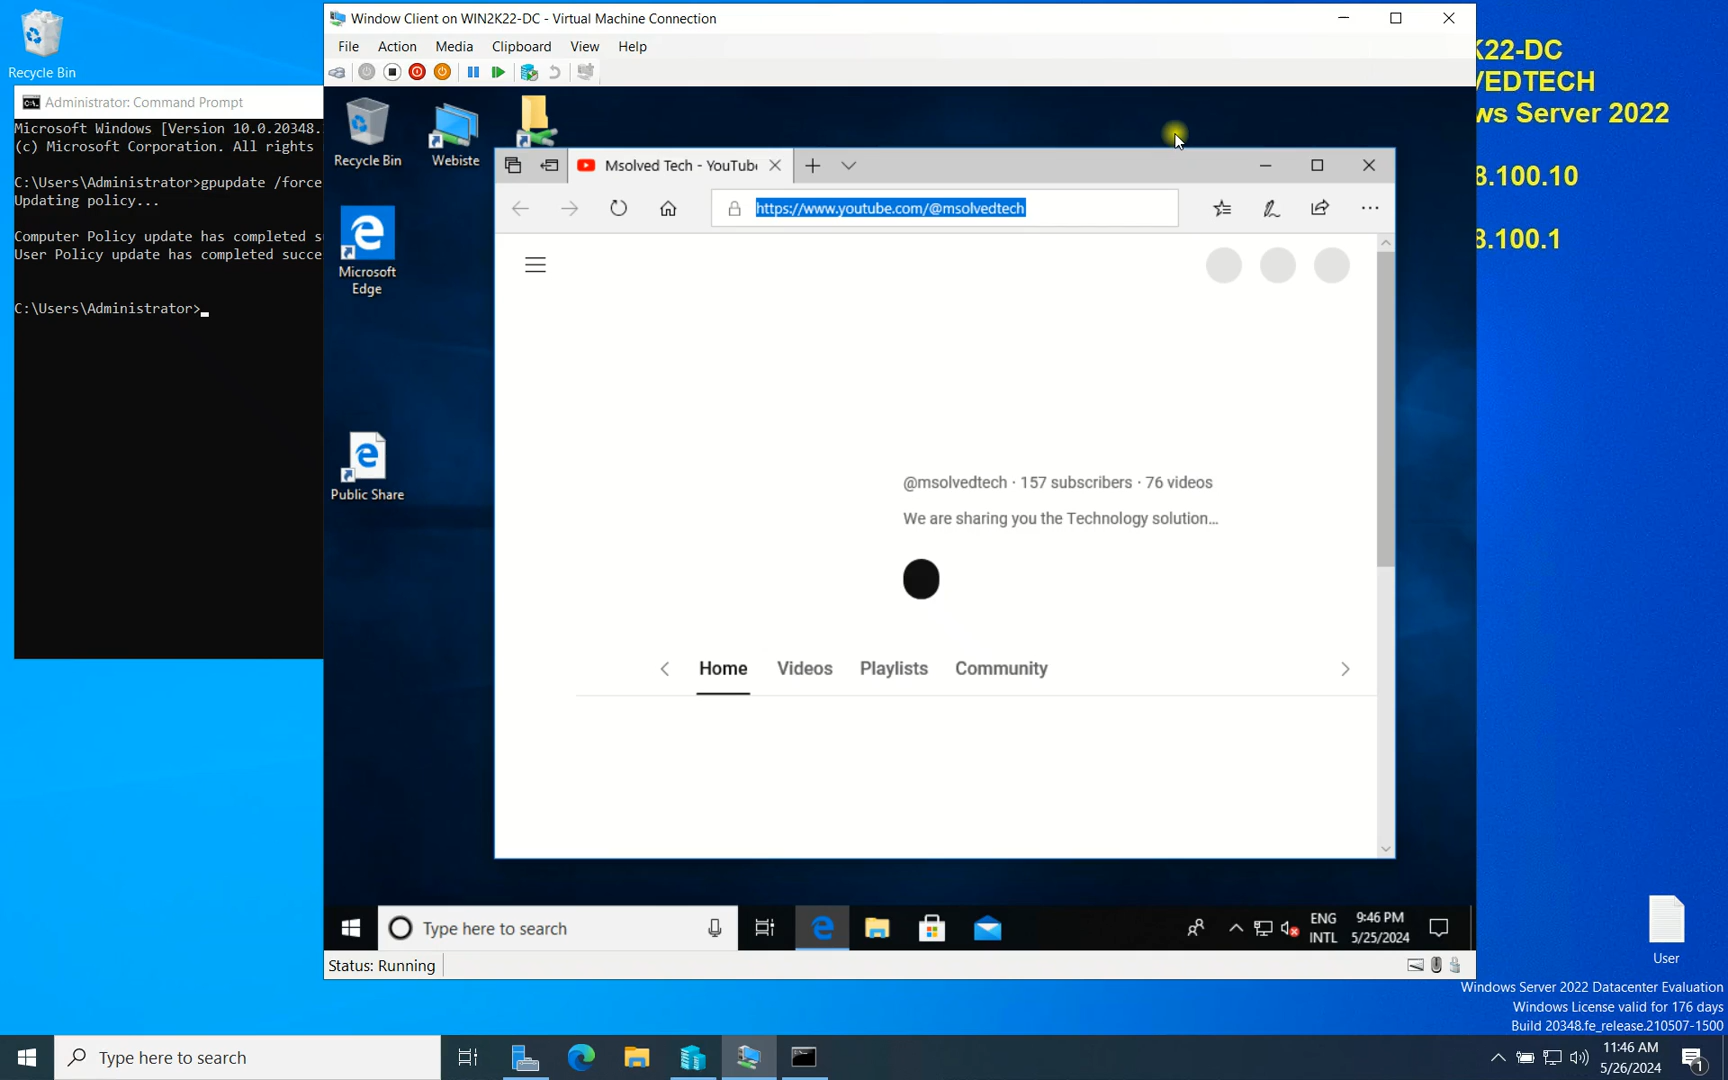 Recycle Bin
Administrator: Command Prompt
Microsoft Windows [Version 10.0.20348.
(c) Microsoft Corporation. All rights
C:\Users\Administrator>gpupdate /force
Updating policy...
Computer Policy update has completed s
User Policy update has completed succe
C:\Users\Administrator>
Window Client on WIN2K22-DC - Virtual Machine Connection
File Action Media Clipboard View Help
Recycle Bin
Webiste
Microsoft
Edge
Public Share
Msolved Tech - YouTub
https://www.youtube.com/@msolvedtech
@msolvedtech · 157 subscribers · 76 videos
We are sharing you the Technology solution...
Home Videos Playlists Community
Type here to search
ENG
INTL
9:46 PM
5/25/2024
Status: Running
K22-DC
VEDTECH
ws Server 2022
8.100.10
8.100.1
User
Windows Server 2022 Datacenter Evaluation
Windows License valid for 176 days
Build 20348.fe_release.210507-1500
Type here to search
11:46 AM
5/26/2024
1